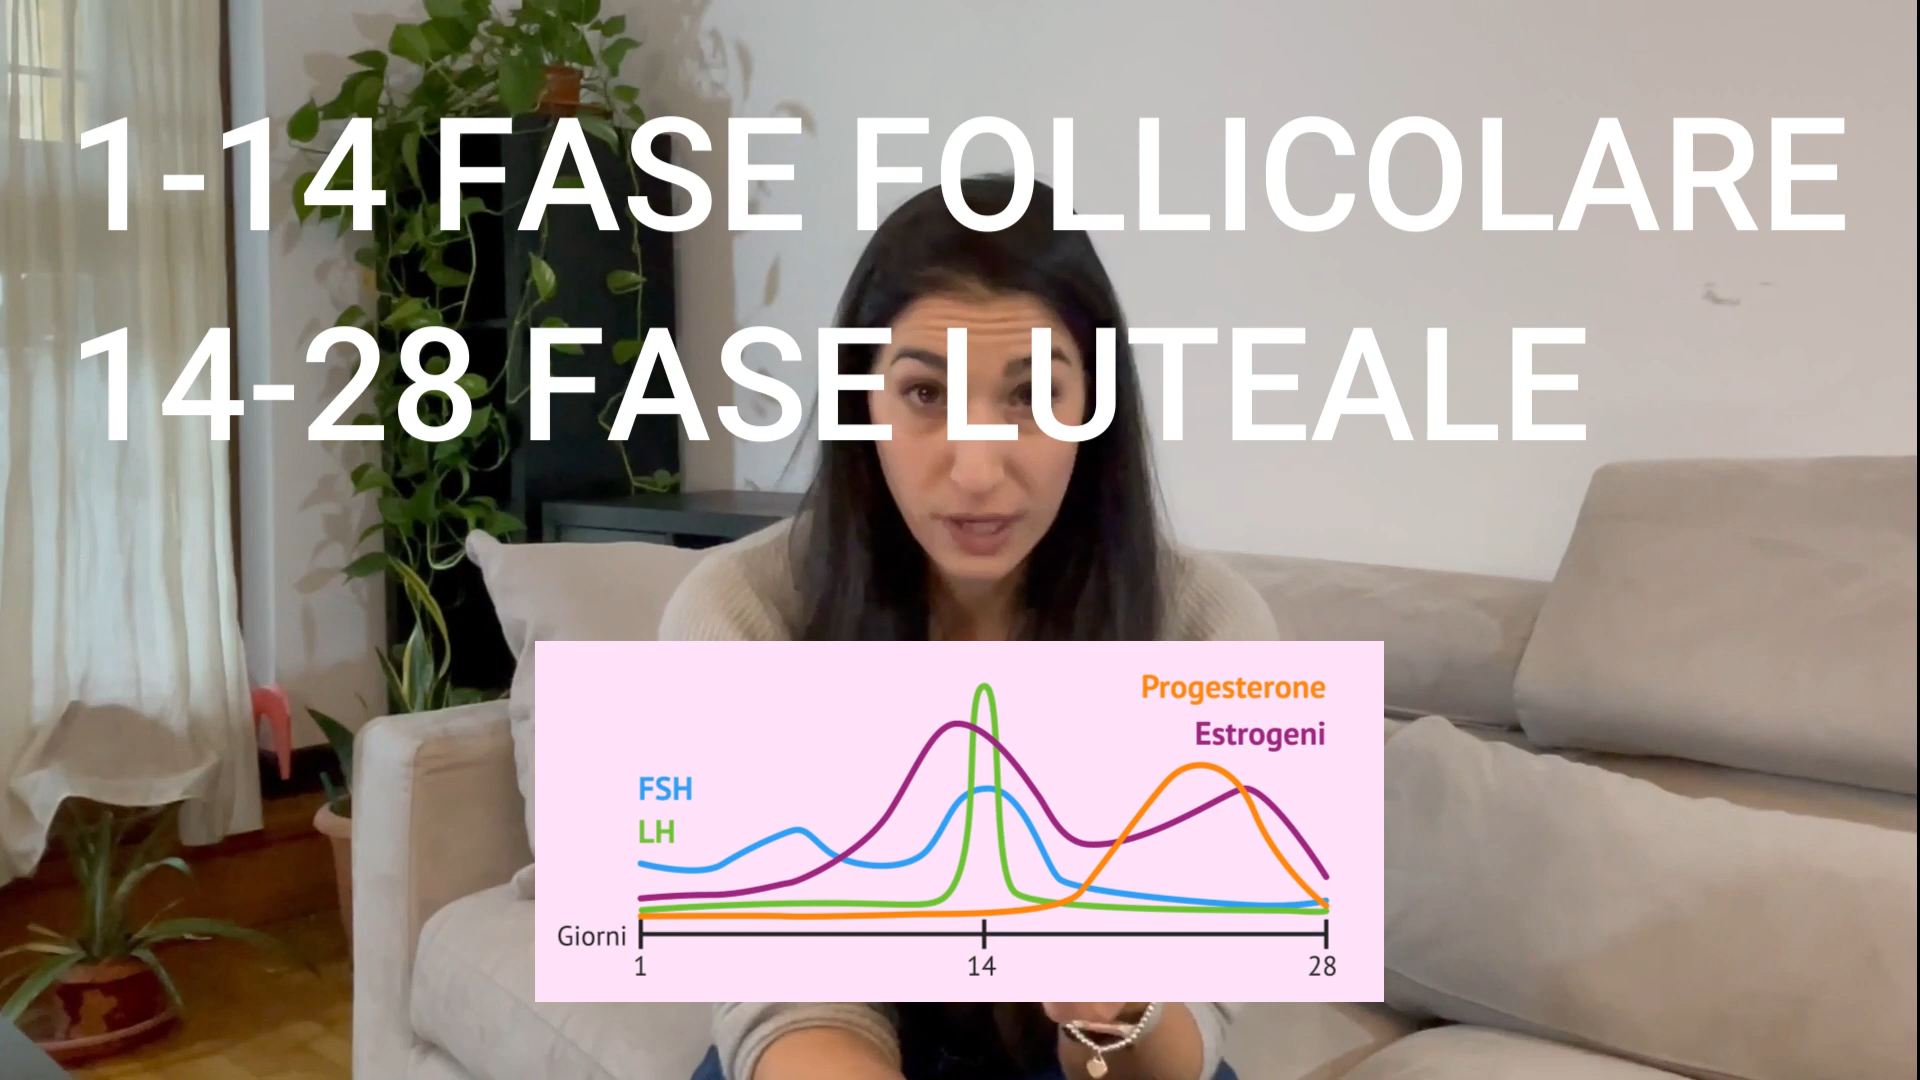 1-14 FASE FOLLICOLARE
14-28 FASE LUTEALE
Progesterone
Estrogeni
FSH
LH
Giorni
1 14 28